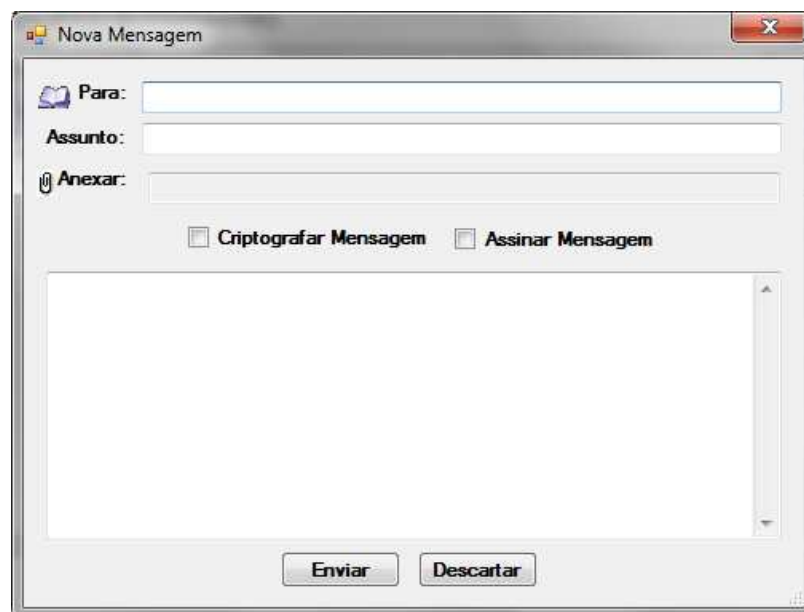 Nova Mensagem
Para:
Assunto:
Anexar:
Criptografar Mensagem Assinar Mensagem
Enviar Descartar